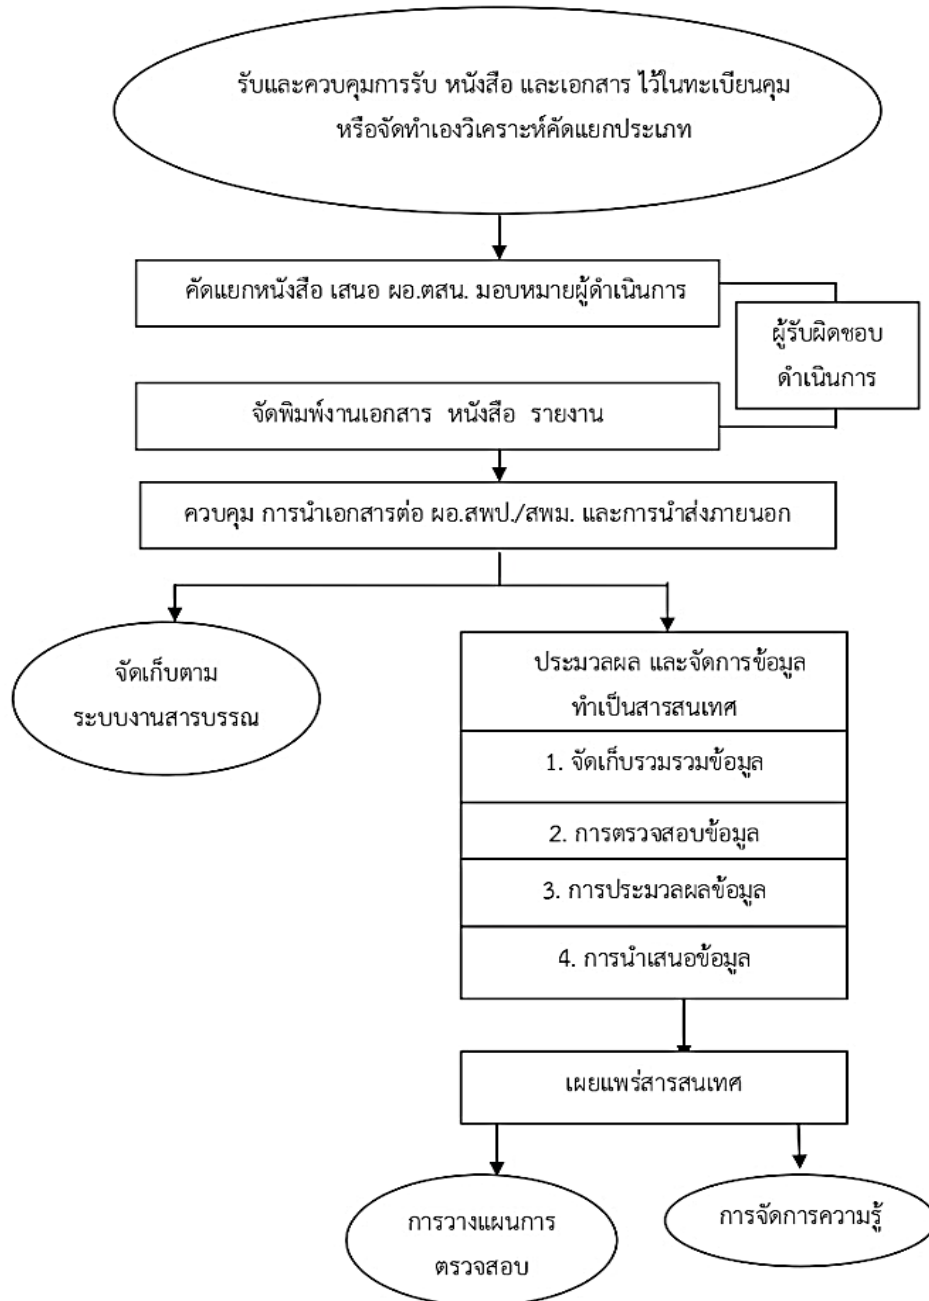 รับและควบคุมการรับ หนังสือ และเอกสาร ไว้ในทะเบียนคุม
หรือจัดทำเองวิเคราะห์คัดแยกประเภท
คัดแยกหนังสือ เสนอ ผอ.ตสน. มอบหมายผู้ดำเนินการ
ผู้รับผิดชอบ
ดำเนินการ
จัดพิมพ์งานเอกสาร หนังสือ รายงาน
ควบคุม การนำเอกสารต่อ ผอ.สพป./สพม. และการนำส่งภายนอก
จัดเก็บตาม
ระบบงานสารบรรณ
ประมวลผล และจัดการข้อมูล
ทำเป็นสารสนเทศ
1. จัดเก็บรวมรวมข้อมูล
2. การตรวจสอบข้อมูล
3. การประมวลผลข้อมูล
4. การนำเสนอข้อมูล
เผยแพร่สารสนเทศ
การวางแผนการ
ตรวจสอบ
การจัดการความรู้